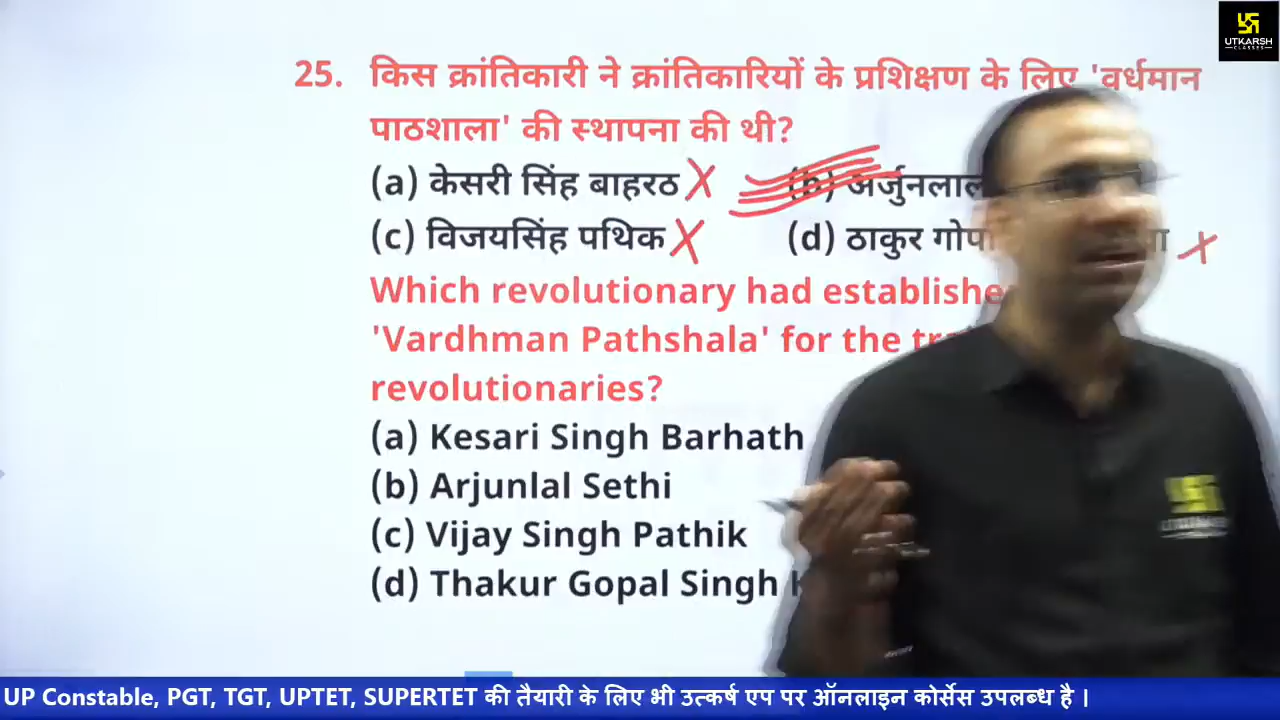 UTKARSH
CLASSES
25. किस क्रांतिकारी ने क्रांतिकारियों के प्रशिक्षण के लिए 'वर्धमान
पाठशाला' की स्थापना की थी?
(a) केसरी सिंह बाहरठ (b) अर्जुनलाल
(c) विजयसिंह पथिक (d) ठाकुर
Which revolutionary had
'Vardhman Pathshala' for the
revolutionaries?
(a) Kesari Singh Barhath
(b) Arjunlal Sethi
(c) Vijay Singh Pathik
(d) Thakur Gopal Singh
UTKARSH
UP Constable, PGT, TGT, UPTET, SUPERTET की तैयारी के लिए भी उत्कर्ष एप पर ऑनलाइन कोर्सेस उपलब्ध है ।